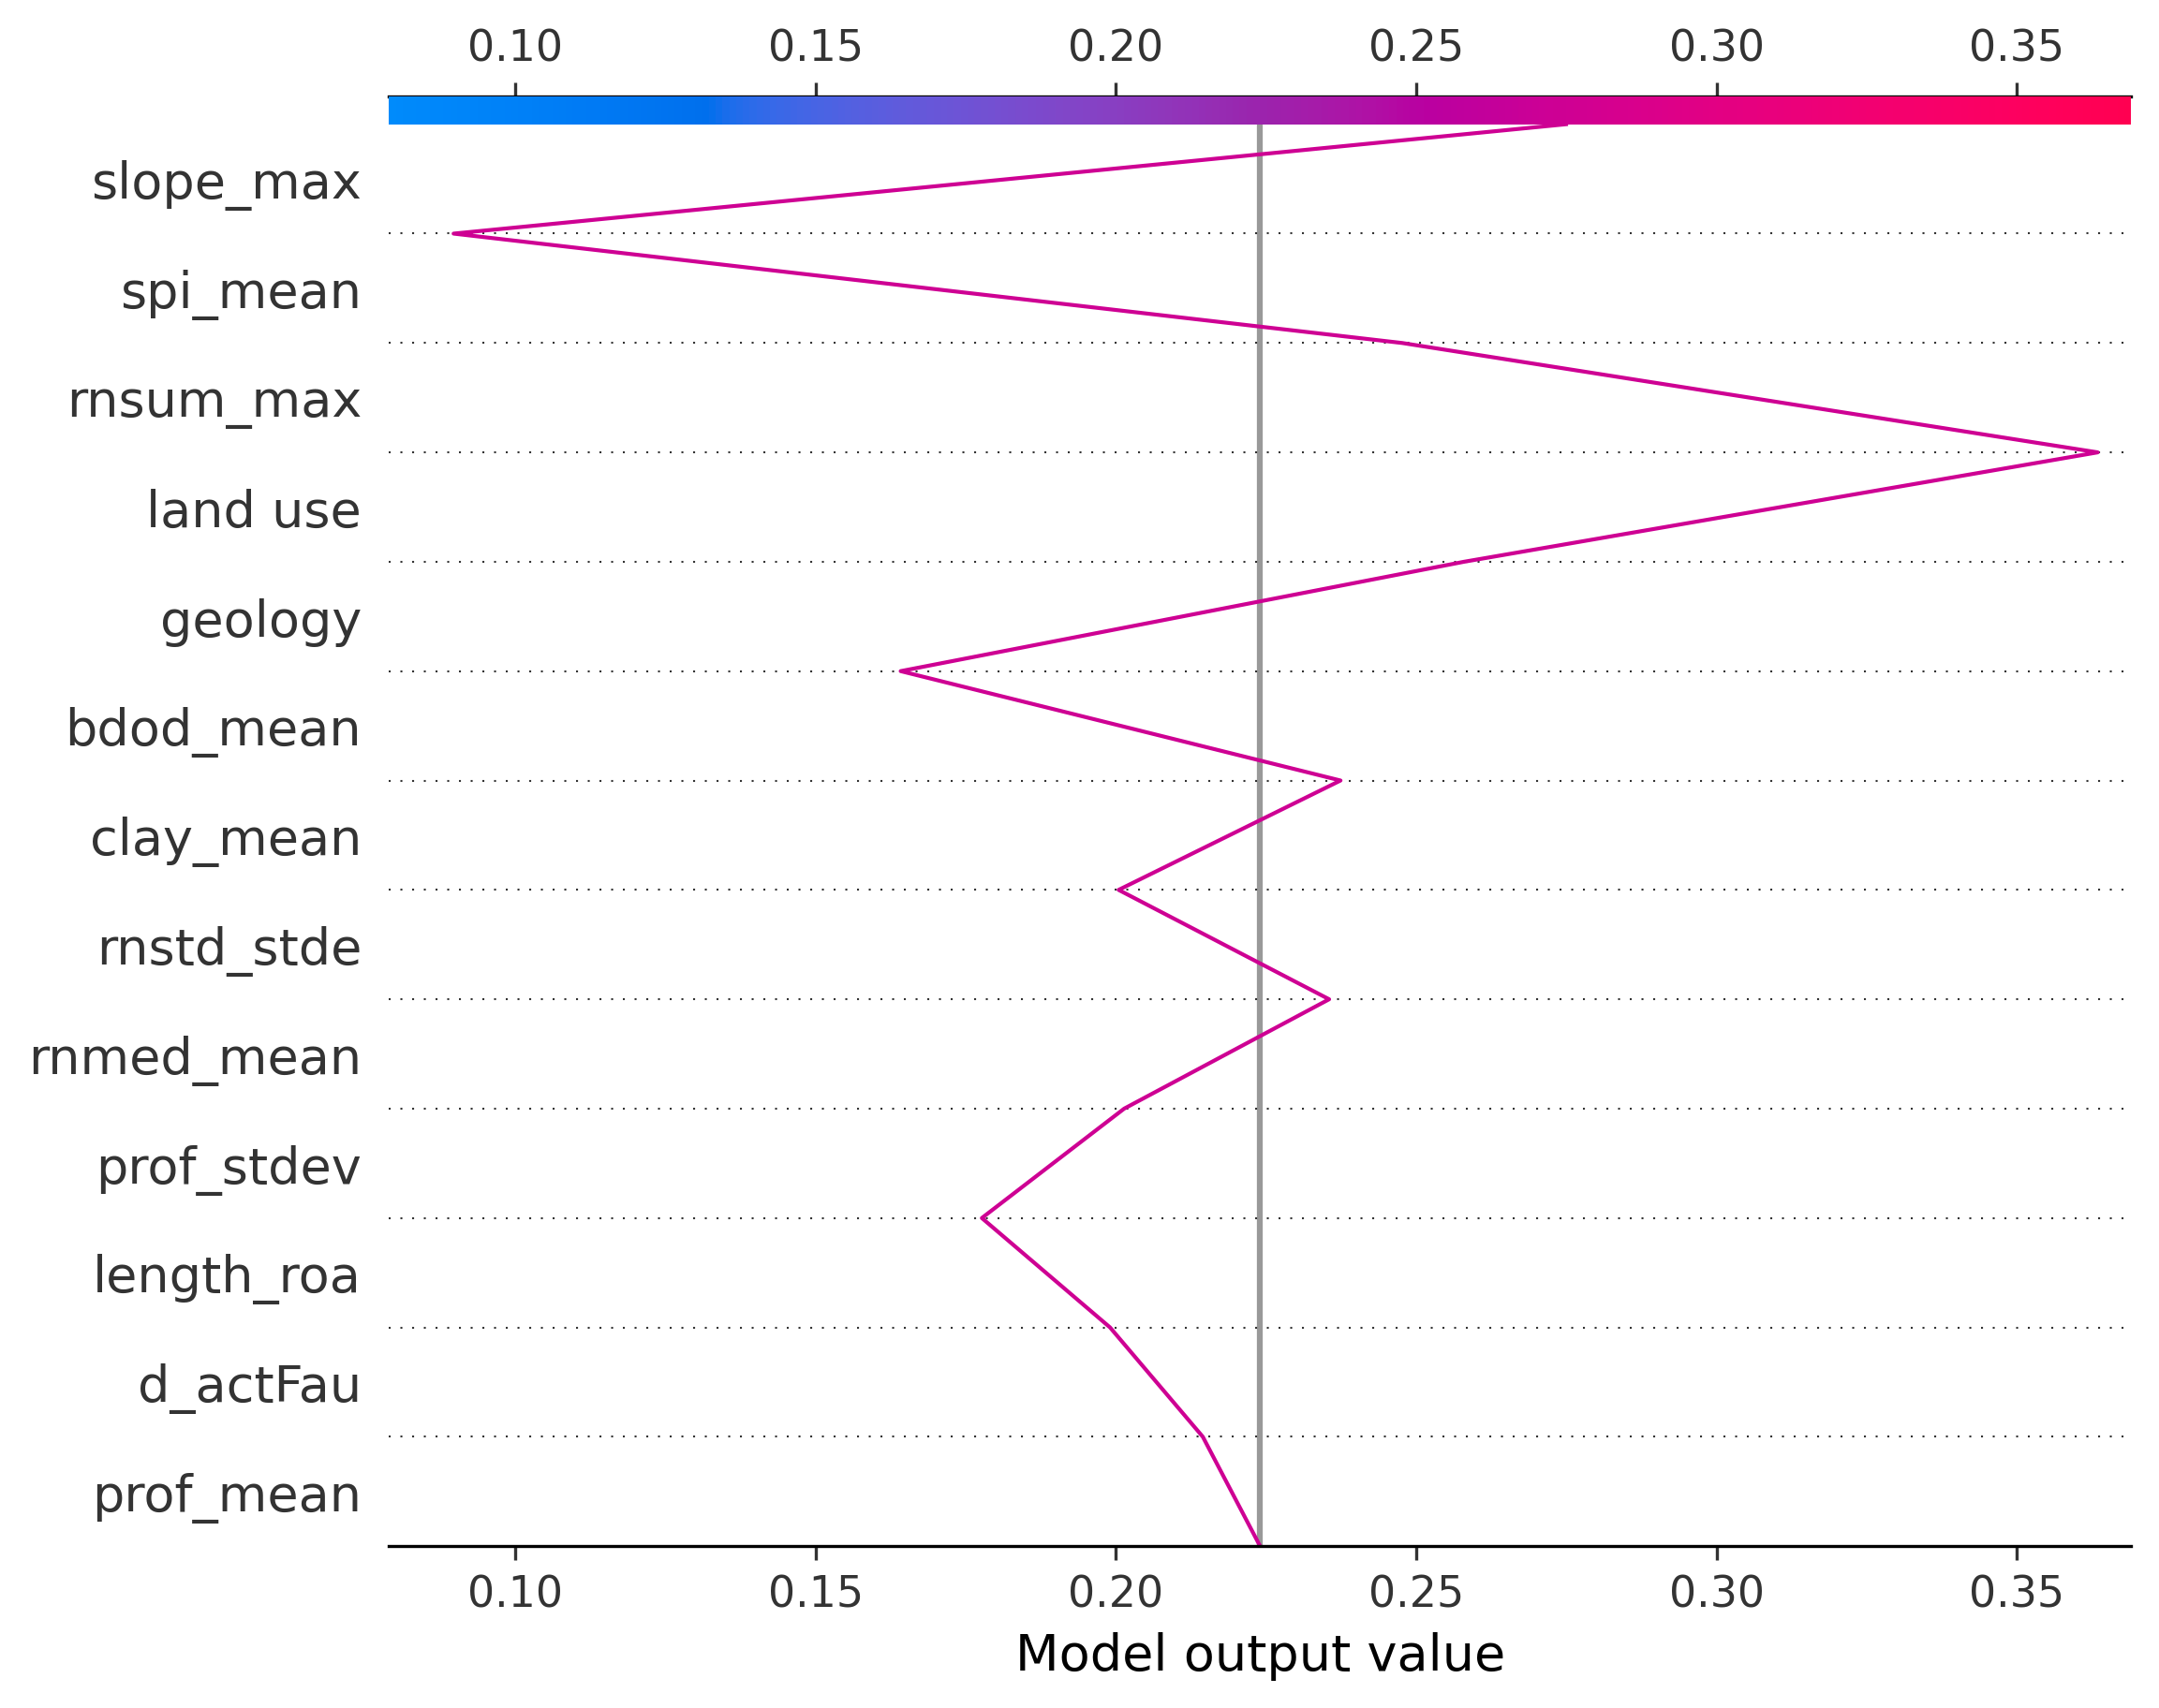 0.10 0.15 0.20 0.25 0.30 0.35
slope_max
spi_mean
rnsum_max
land use
geology
bdod_mean
clay_mean
rnstd_stde
rnmed_mean
prof_stdev
length_roa
d_actFau
prof_mean
0.10 0.15 0.20 0.25 0.30 0.35
Model output value